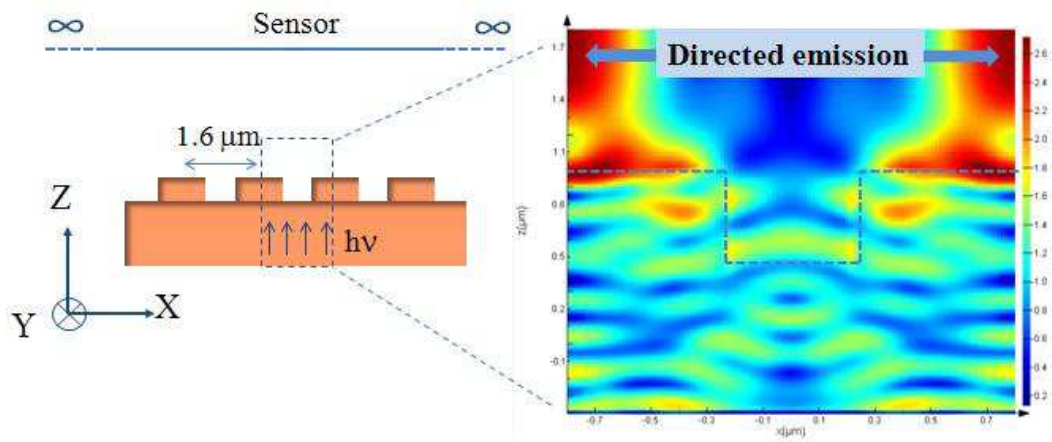 ∞ Sensor ∞
1.6 μm
Z
hν
Y X
Directed emission
1.7
1.4
1.1
0.8
0.5
0.2
-0.1
z(μm)
-0.7 -0.5 -0.3 -0.1 0.1 0.3 0.5 0.7
x(μm)
2.6
2.4
2.2
2.0
1.8
1.6
1.4
1.2
1.0
0.8
0.6
0.4
0.2